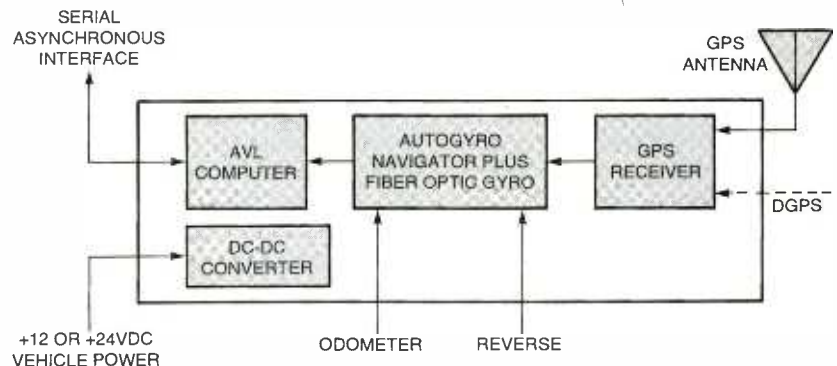 SERIAL
ASYNCHRONOUS
INTERFACE
GPS
ANTENNA
AVL
COMPUTER
AUTOGYRO
NAVIGATOR PLUS
FIBER OPTIC GYRO
GPS
RECEIVER
DGPS
DC-DC
CONVERTER
+12 OR +24VDC
VEHICLE POWER
ODOMETER
REVERSE